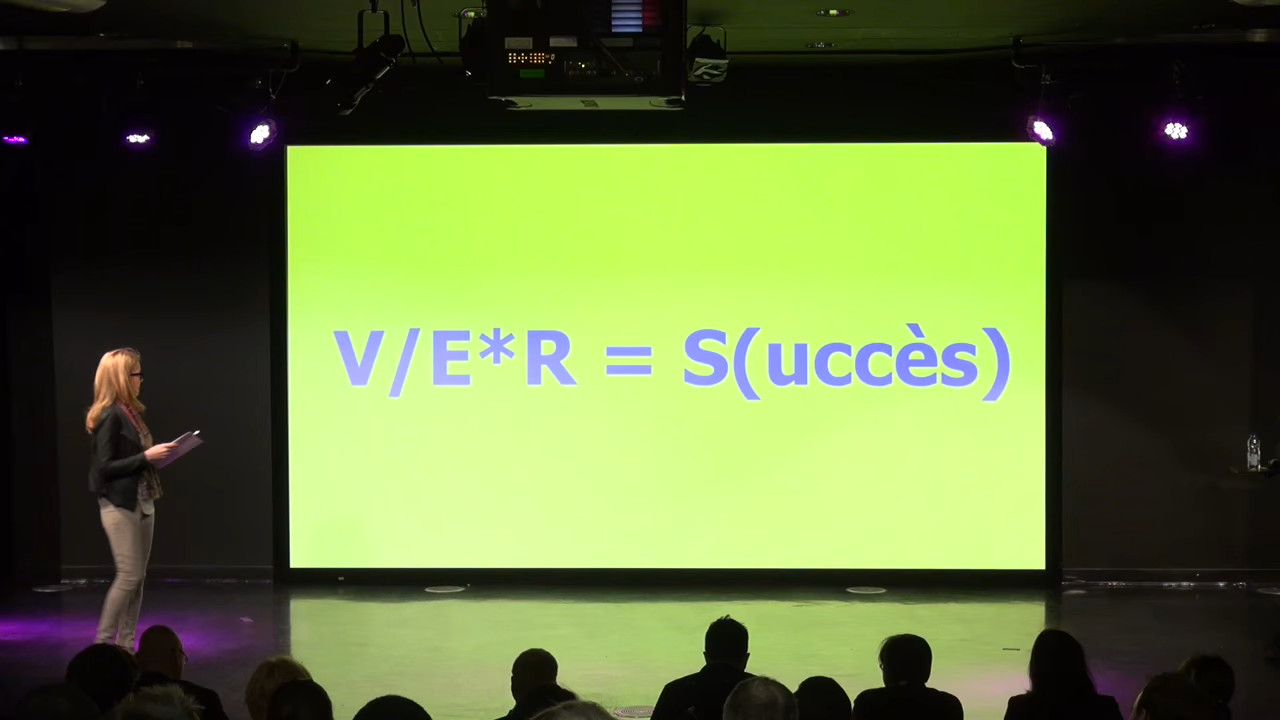 V/E*R = S(uccès)